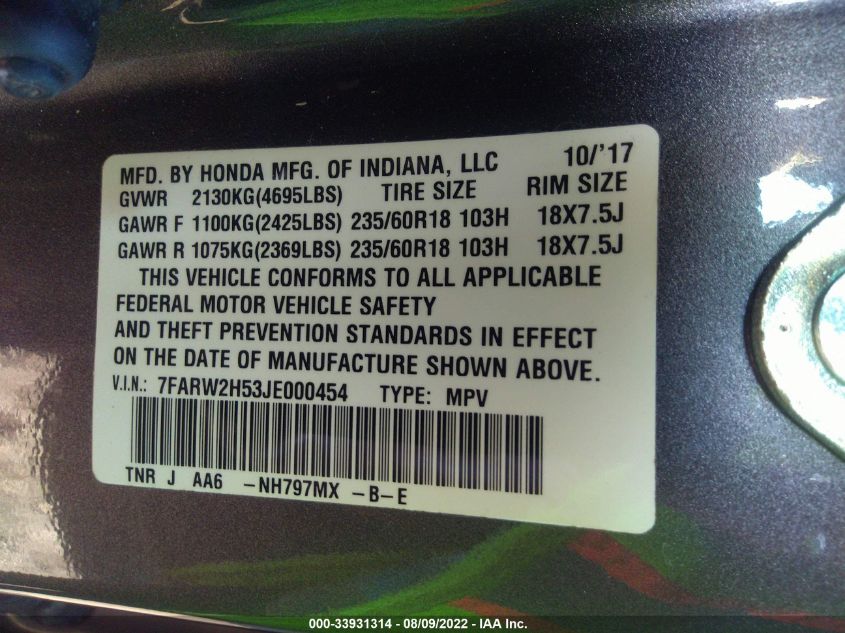 MFD. BY HONDA MFG. OF INDIANA, LLC 10/'17
GVWR 2130KG(4695LBS) TIRE SIZE RIM SIZE
GAWR F 1100KG(2425LBS) 235/60R18 103H 18X7.5J
GAWR R 1075KG(2369LBS) 235/60R18 103H 18X7.5J
THIS VEHICLE CONFORMS TO ALL APPLICABLE
FEDERAL MOTOR VEHICLE SAFETY
AND THEFT PREVENTION STANDARDS IN EFFECT
ON THE DATE OF MANUFACTURE SHOWN ABOVE.
V.I.N.: 7FARW2H53JE000454 TYPE: MPV
TNR J AA6 -NH797MX -B-E
000-33931314 - 08/09/2022 - IAA Inc.